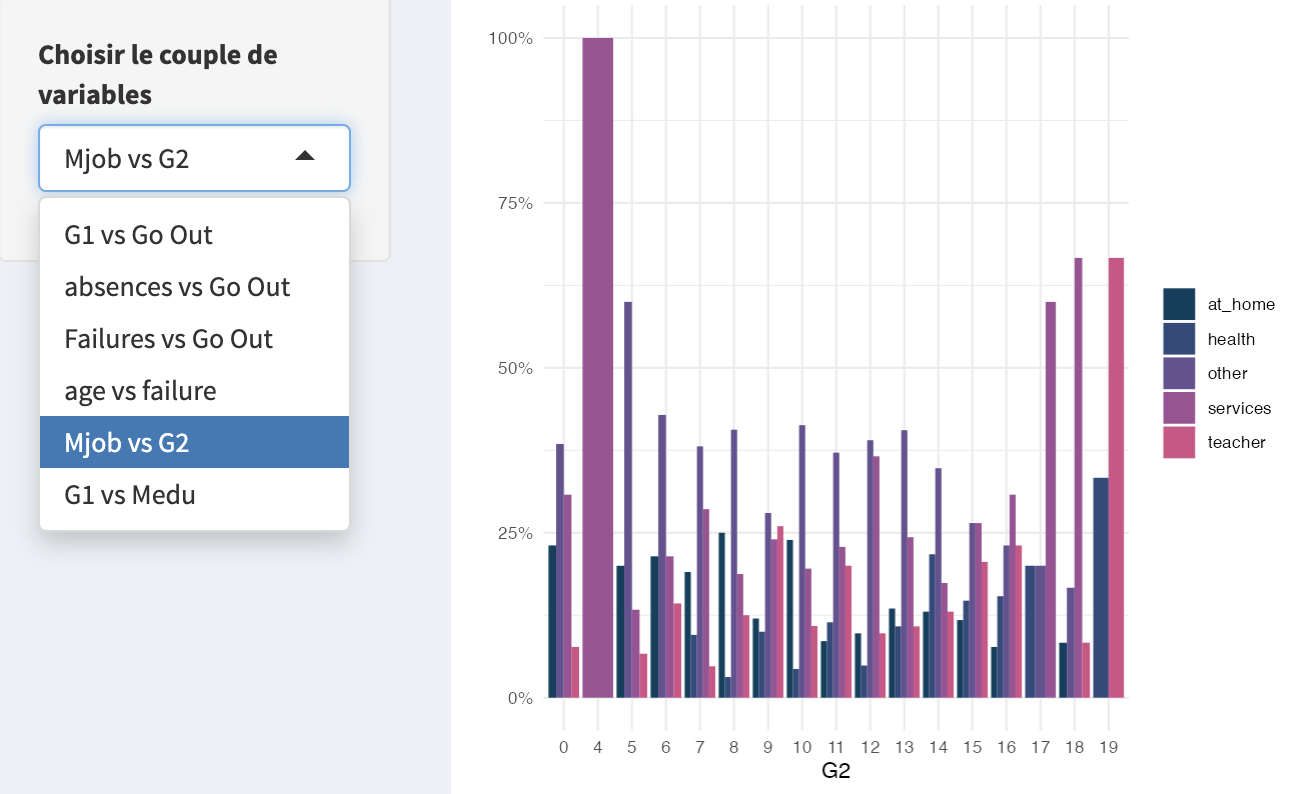 Choisir le couple de
variables
Mjob vs G2
G1 vs Go Out
absences vs Go Out
Failures vs Go Out
age vs failure
Mjob vs G2
G1 vs Medu
100%
75%
50%
25%
0%
0 4 5 6 7 8 9 10 11 12 13 14 15 16 17 18 19
G2
at_home
health
other
services
teacher